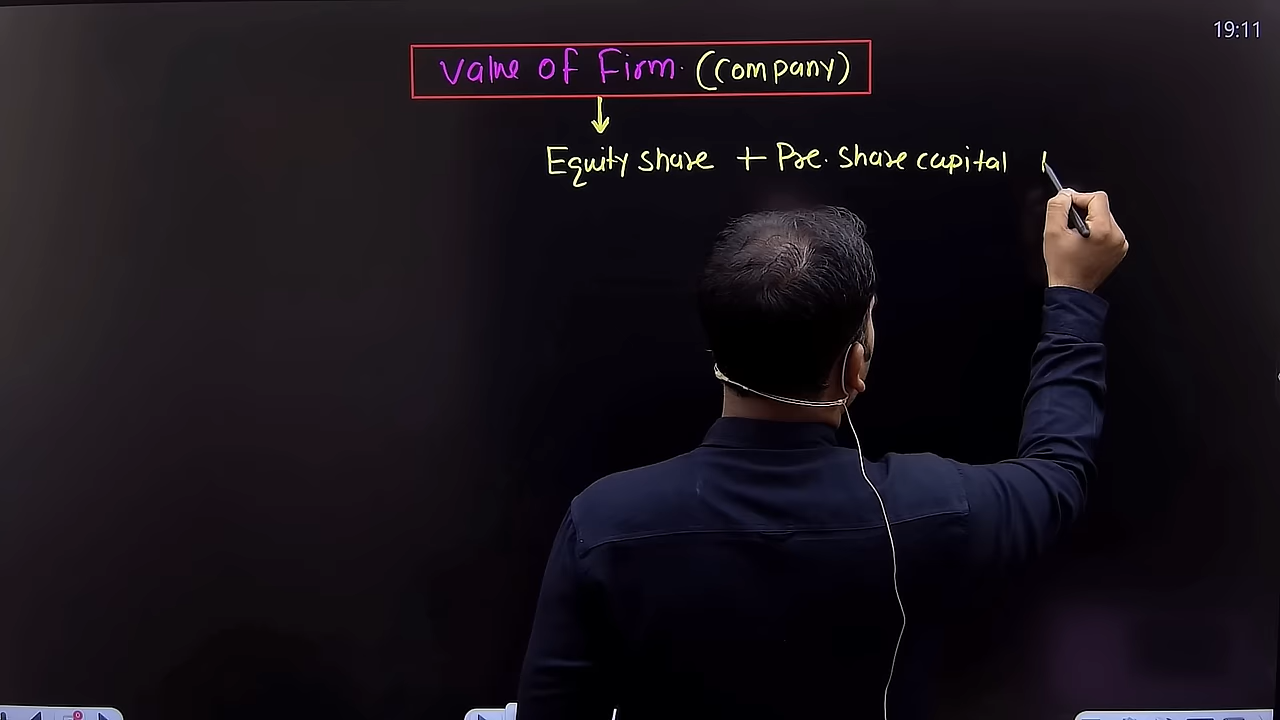 19:11
Value of Firm. (Company)
Equity share + Pre. share capital